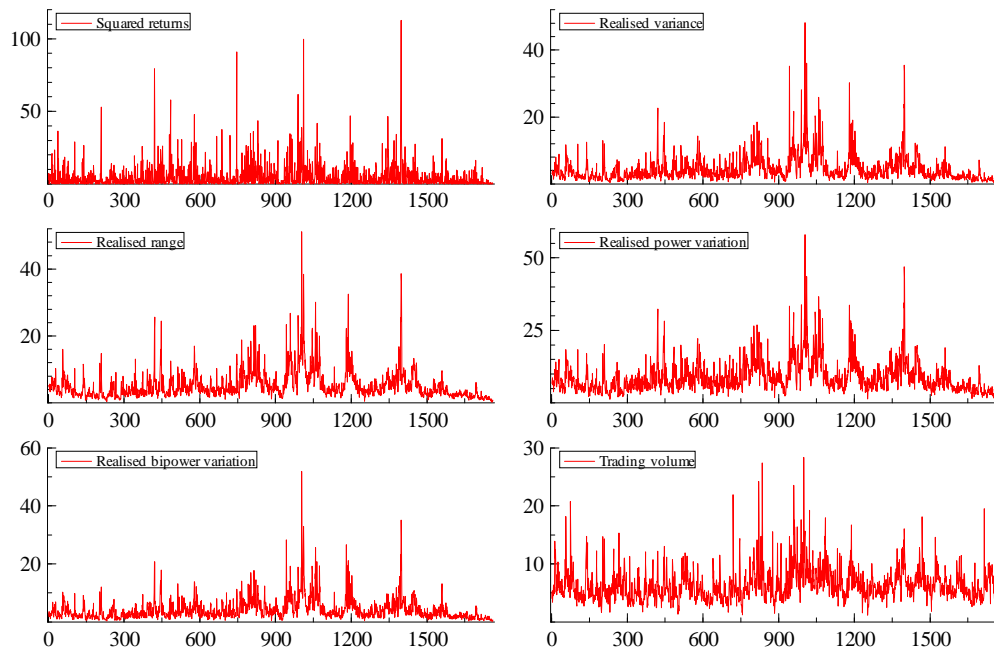 Squared returns
100
50
0 300 600 900 1200 1500
Realised variance
40
20
0 300 600 900 1200 1500
Realised range
40
20
0 300 600 900 1200 1500
Realised power variation
50
25
0 300 600 900 1200 1500
Realised bipower variation
60
40
20
0 300 600 900 1200 1500
Trading volume
30
20
10
0 300 600 900 1200 1500